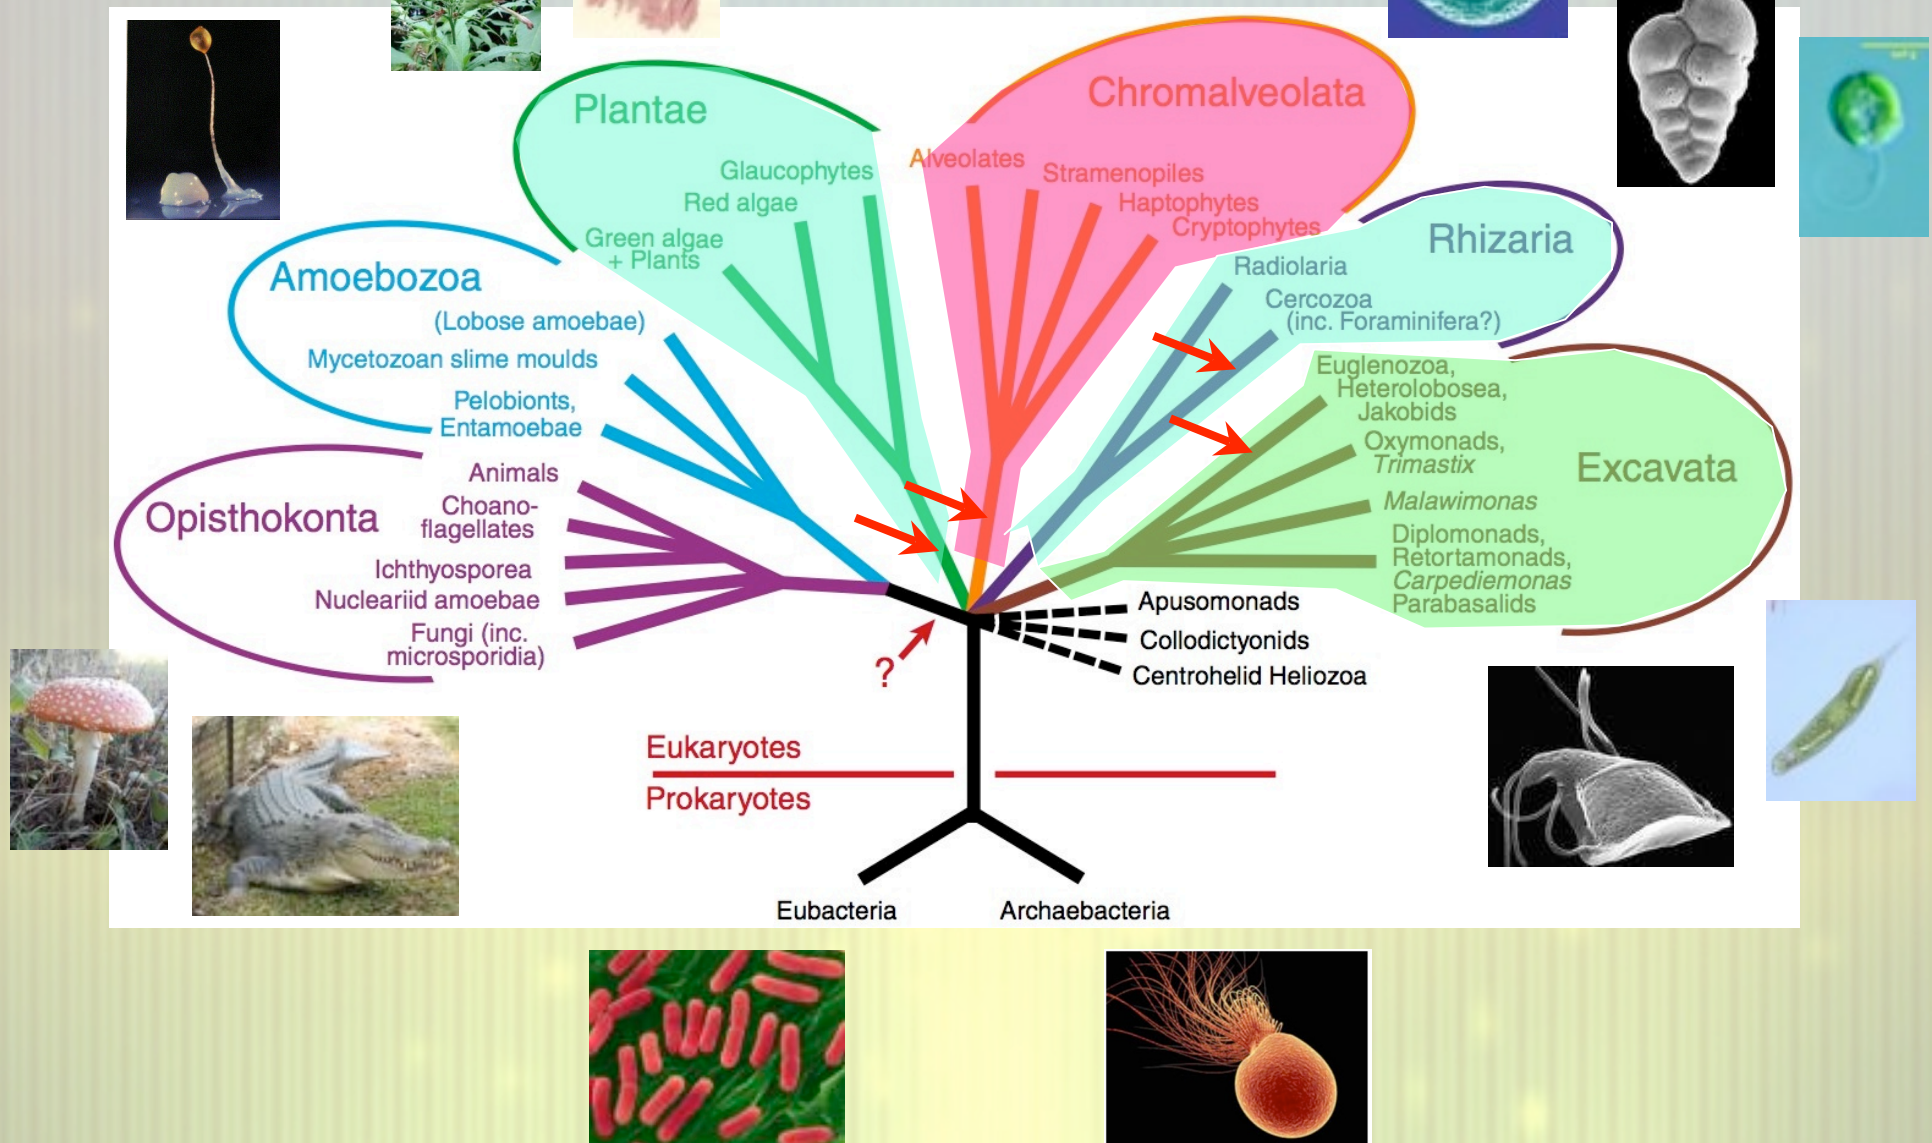 Plantae
Glaucophytes
Red algae
Green algae
+ Plants
Chromalveolata
Alveolates
Stramenopiles
Haptophytes
Cryptophytes
Rhizaria
Radiolaria
Cercozoa
(inc. Foraminifera?)
Amoebozoa
(Lobose amoebae)
Mycetozoan slime moulds
Pelobionts,
Entamoebae
Excavata
Euglenozoa,
Heterolobosea,
Jakobids
Oxymonads,
Trimastix
Malawimonas
Diplomonads,
Retortamonads,
Carpediemonas
Parabasalids
Opisthokonta
Animals
Choano-
flagellates
Ichthyosporea
Nucleariid amoebae
Fungi (inc.
microsporidia)
Apusomonads
Collodictyonids
Centrohelid Heliozoa
?
Eukaryotes
Prokaryotes
Eubacteria
Archaebacteria